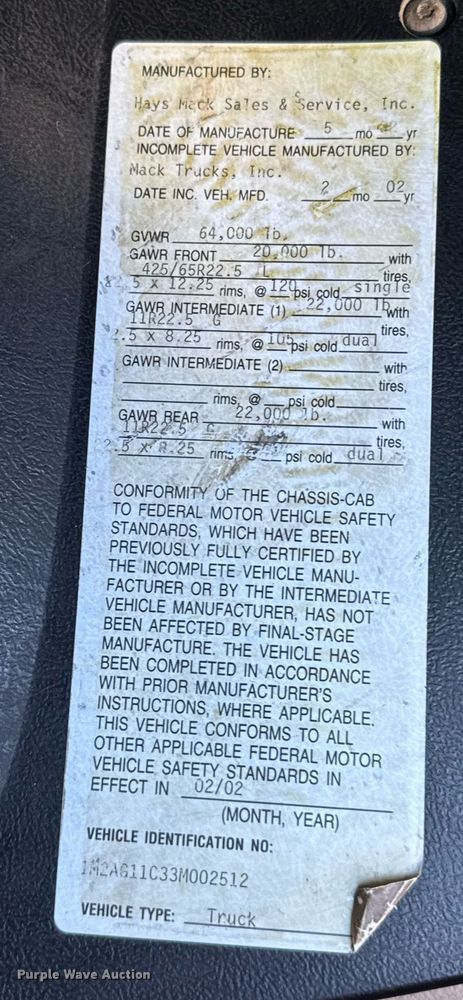 MANUFACTURED BY:
Hays Mack Sales & Service, Inc.
DATE OF MANUFACTURE 5 mo yr
INCOMPLETE VEHICLE MANUFACTURED BY:
Mack Trucks, Inc.
DATE INC. VEH. MFD. 2 mo 02 yr
GVWR 64,000 lb.
GAWR FRONT 20,000 lb. with
425/65R22.5 L tires,
x 12.25 rims, @ 120 psi cold single
GAWR INTERMEDIATE (1) 22,000 lb with
11R22.5 G tires,
x 8.25 rims, @ 105 psi cold dual
GAWR INTERMEDIATE (2) with
tires,
rims, @ psi cold
GAWR REAR 22,000 lb. with
11R22.5 G tires,
x 8.25 rims, psi cold dual
CONFORMITY OF THE CHASSIS-CAB
TO FEDERAL MOTOR VEHICLE SAFETY
STANDARDS, WHICH HAVE BEEN
PREVIOUSLY FULLY CERTIFIED BY
THE INCOMPLETE VEHICLE MANU-
FACTURER OR BY THE INTERMEDIATE
VEHICLE MANUFACTURER, HAS NOT
BEEN AFFECTED BY FINAL-STAGE
MANUFACTURE. THE VEHICLE HAS
BEEN COMPLETED IN ACCORDANCE
WITH PRIOR MANUFACTURER'S
INSTRUCTIONS, WHERE APPLICABLE.
THIS VEHICLE CONFORMS TO ALL
OTHER APPLICABLE FEDERAL MOTOR
VEHICLE SAFETY STANDARDS IN
EFFECT IN 02/02
(MONTH, YEAR)
VEHICLE IDENTIFICATION NO:
1M2AG11C33M002512
VEHICLE TYPE: Truck
Purple Wave Auction